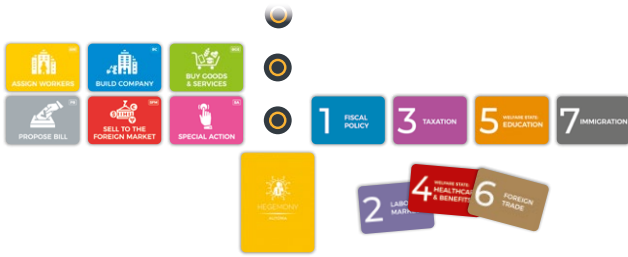 ASSIGN WORKERS
BUILD COMPANY
BUY GOODS
& SERVICES
PROPOSE BILL
SELL TO THE
FOREIGN MARKET
SPECIAL ACTION
1 FISCAL
POLICY
3 TAXATION
5 WELFARE STATE:
EDUCATION
7 IMMIGRATION
HEGEMONY
2
4 WELFARE STATE:
HEALTHCAR
& BENEFITS
6 FOREIGN
TRADE